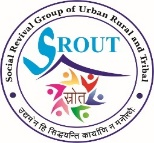 Social Revival Group of Urban Rural and Tribal
SROUT
स्रोत
उद्यमेन हि सिद्ध्यन्ति कार्याणि न मनोरथैः